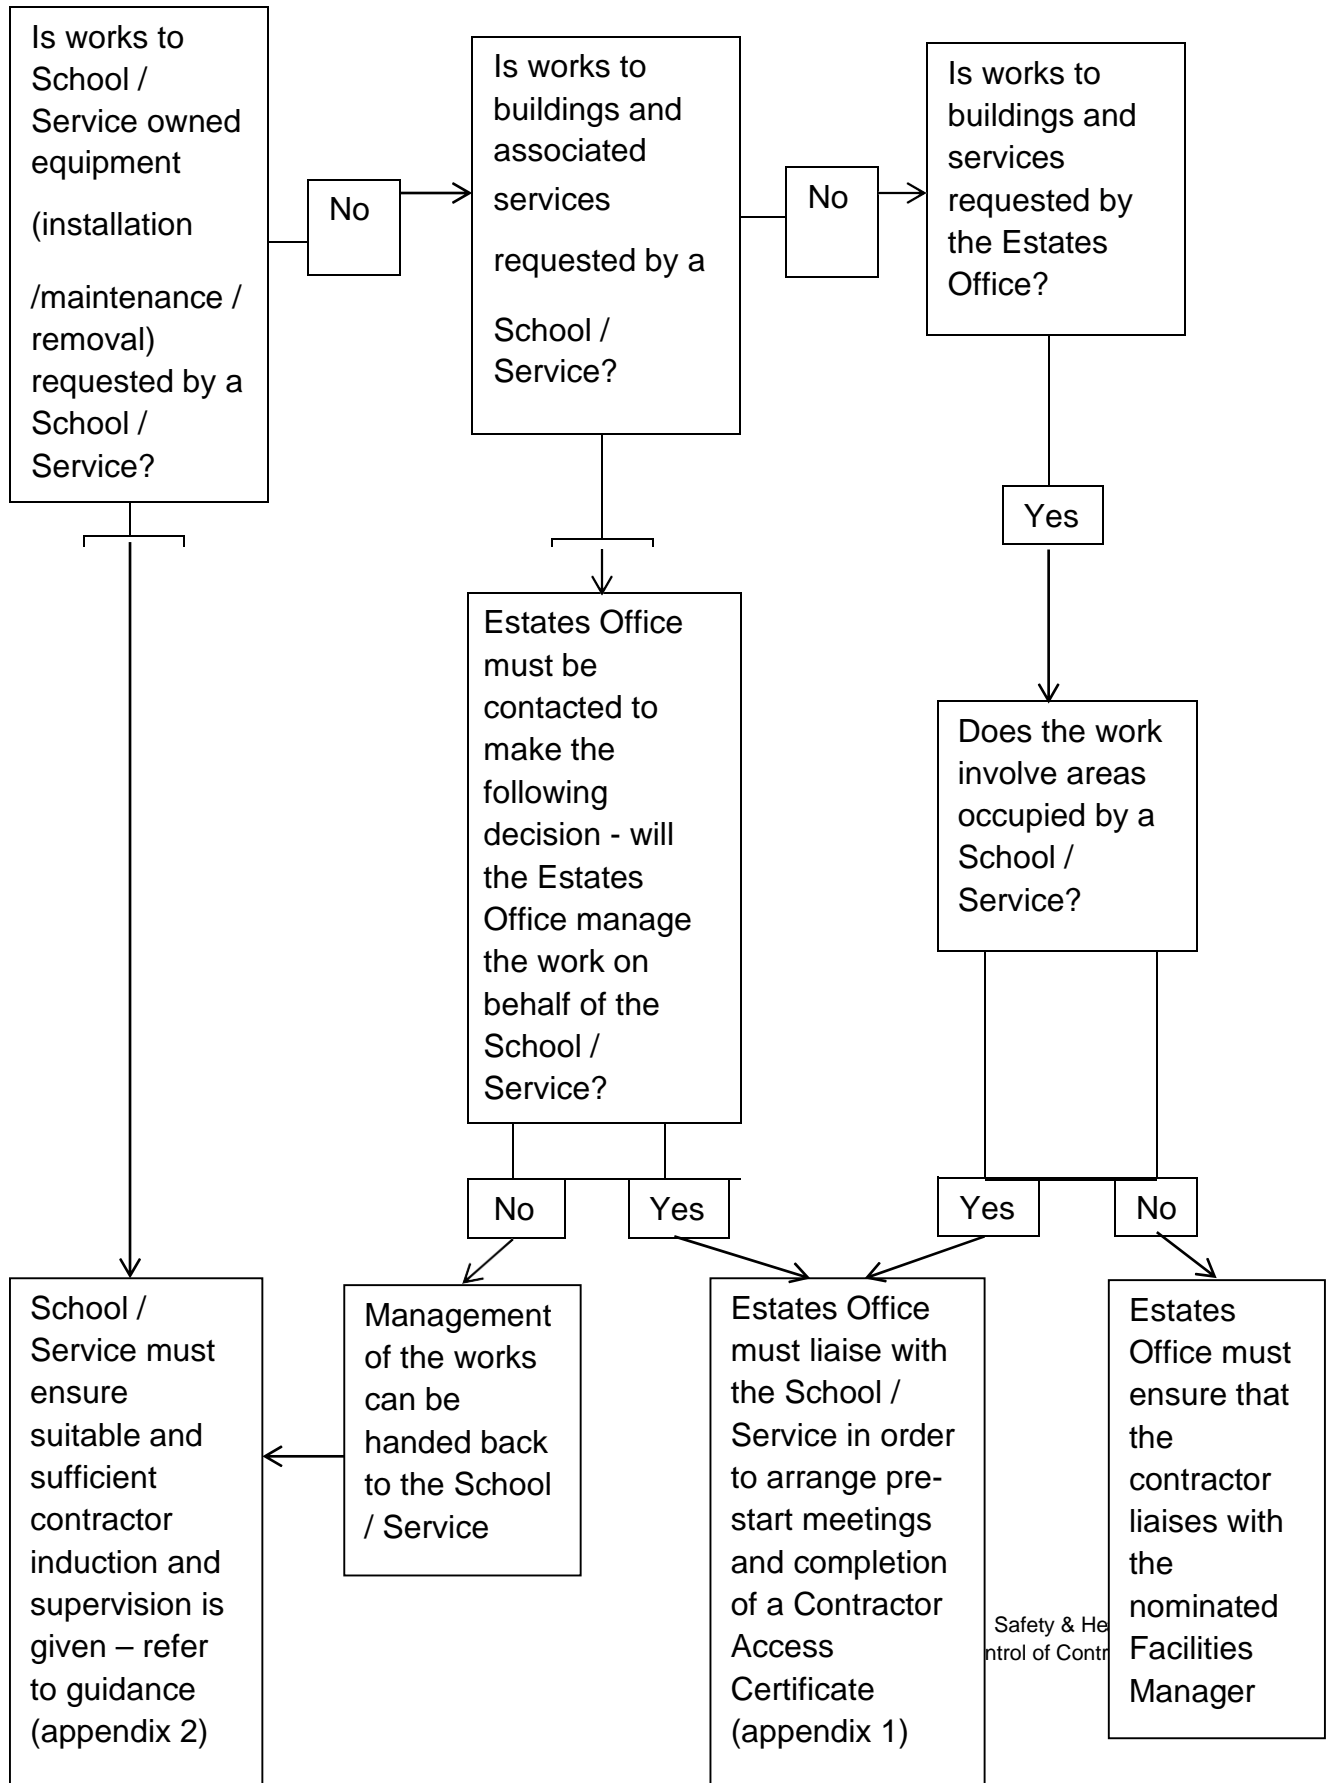 Is works to
School /
Service owned
equipment
(installation
/maintenance /
removal)
requested by a
School /
Service?
No
Is works to
buildings and
associated
services
requested by a
School /
Service?
No
Is works to
buildings and
services
requested by
the Estates
Office?
Yes
Estates Office
must be
contacted to
make the
following
decision - will
the Estates
Office manage
the work on
behalf of the
School /
Service?
Does the work
involve areas
occupied by a
School /
Service?
No
Yes
Yes
No
School /
Service must
ensure
suitable and
sufficient
contractor
induction and
supervision is
given – refer
to guidance
(appendix 2)
Management
of the works
can be
handed back
to the School
/ Service
Estates Office
must liaise with
the School /
Service in order
to arrange pre-
start meetings
and completion
of a Contractor
Access
Certificate
(appendix 1)
Safety & He
ntrol of Contr
Estates
Office must
ensure that
the
contractor
liaises with
the
nominated
Facilities
Manager